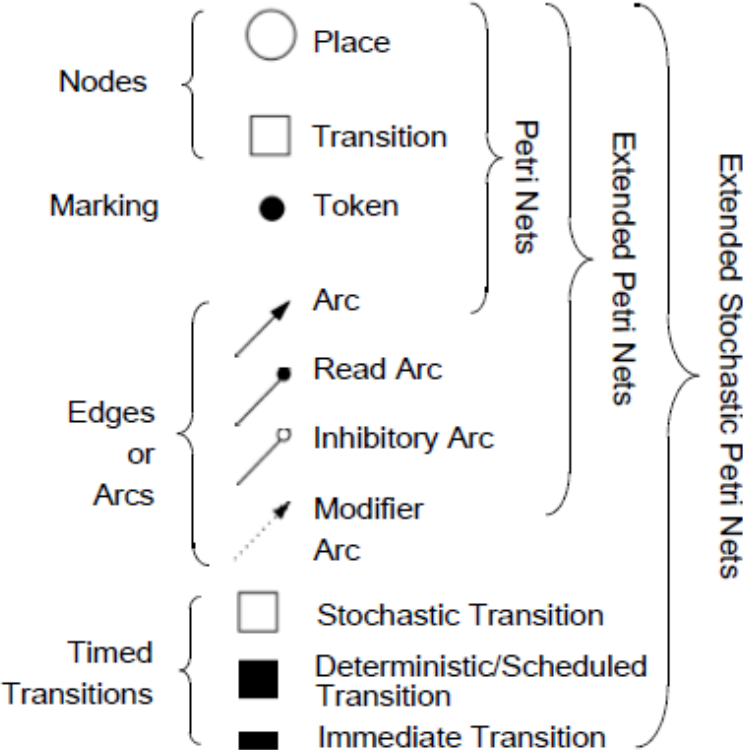 Place
Nodes
Transition
Marking
Token
Arc
Read Arc
Edges
or
Arcs
Inhibitory Arc
Modifier
Arc
Stochastic Transition
Timed
Transitions
Deterministic/Scheduled
Transition
Immediate Transition
Petri Nets
Extended Petri Nets
Extended Stochastic Petri Nets